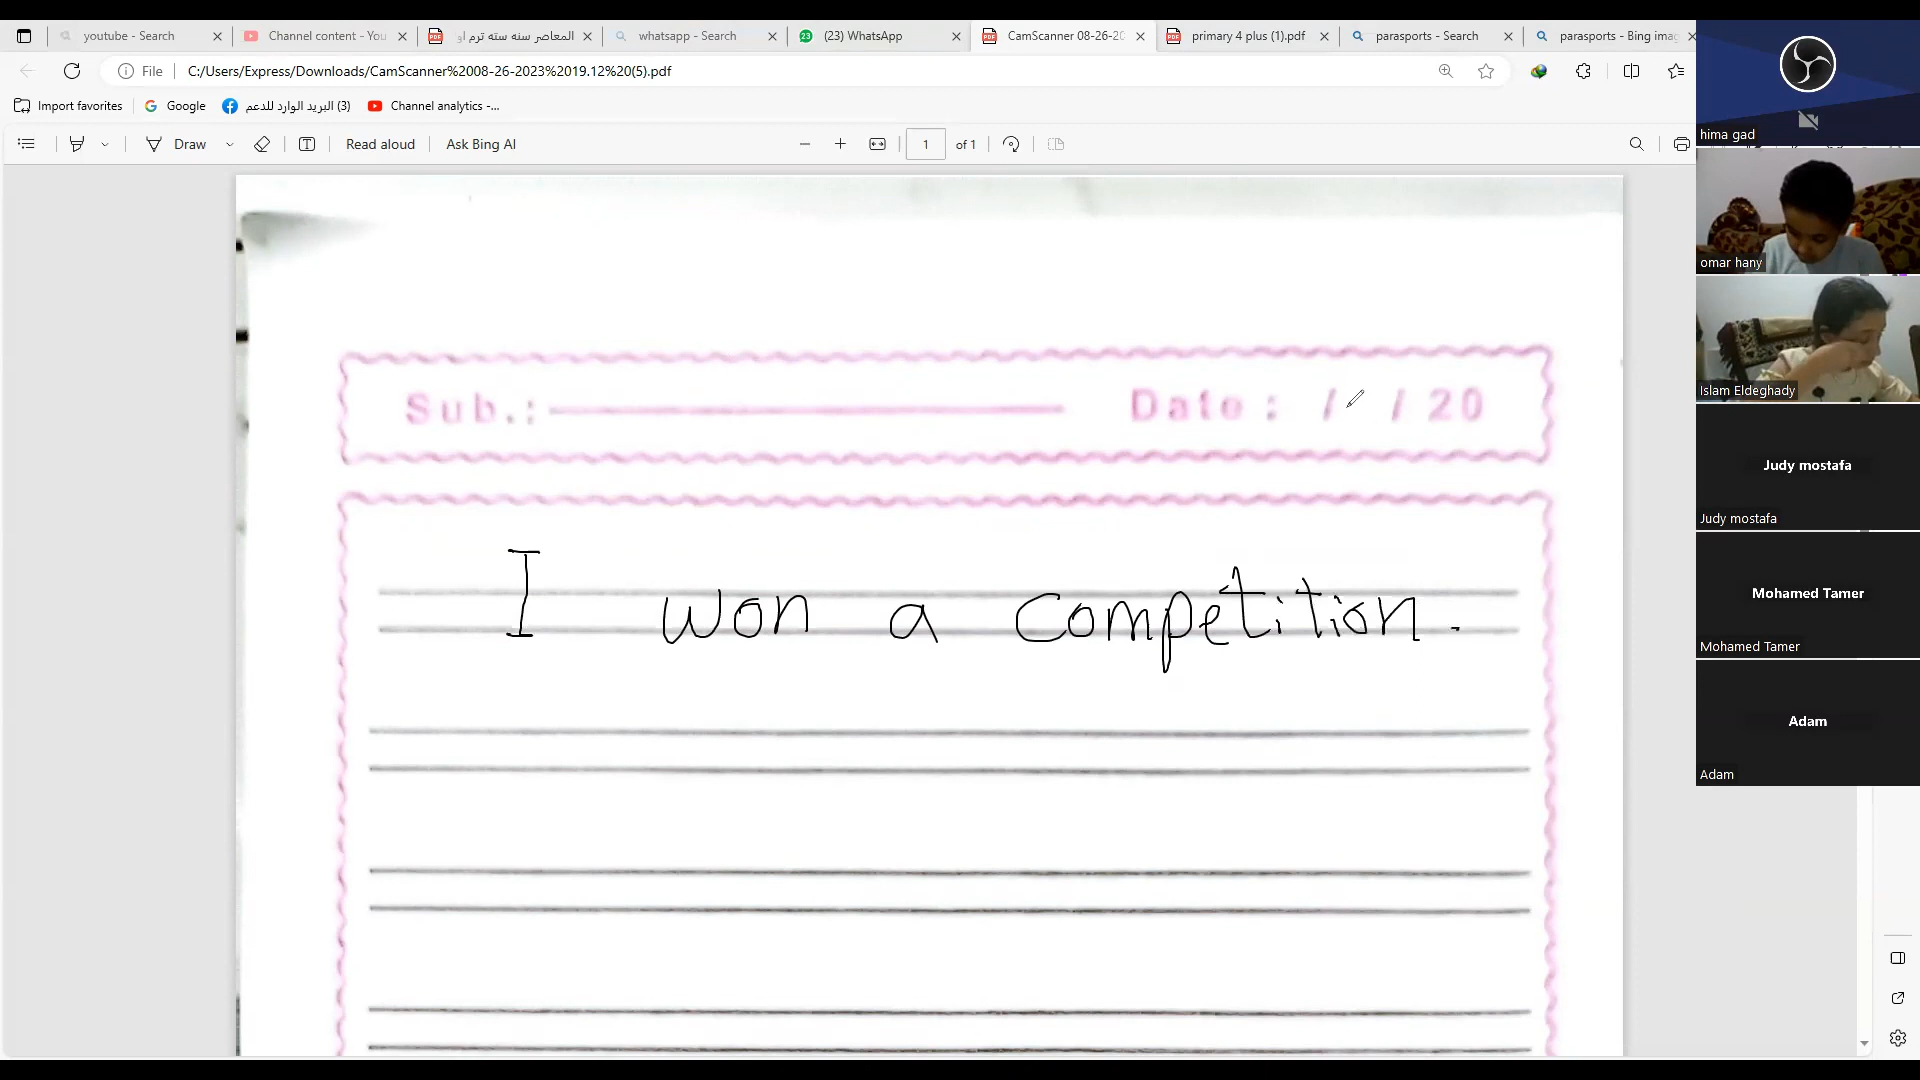 youtube - Search
Channel content - You
المعاصر سنه سته ترم او
whatsapp - Search
23
(23) WhatsApp
CamScanner 08-26-20
primary 4 plus (1).pdf
parasports - Search
parasports - Bing imag
File
C:/Users/Express/Downloads/CamScanner%2008-26-2023%2019.12%20(5).pdf
Import favorites
Google
(3) البريد الوارد للدعم
Channel analytics -...
Draw
Read aloud
Ask Bing AI
1
of 1
Sub.:
Date : / / 20
I won a competition.
hima gad
omar hany
Islam Eldeghady
Judy mostafa
Judy mostafa
Mohamed Tamer
Mohamed Tamer
Adam
Adam